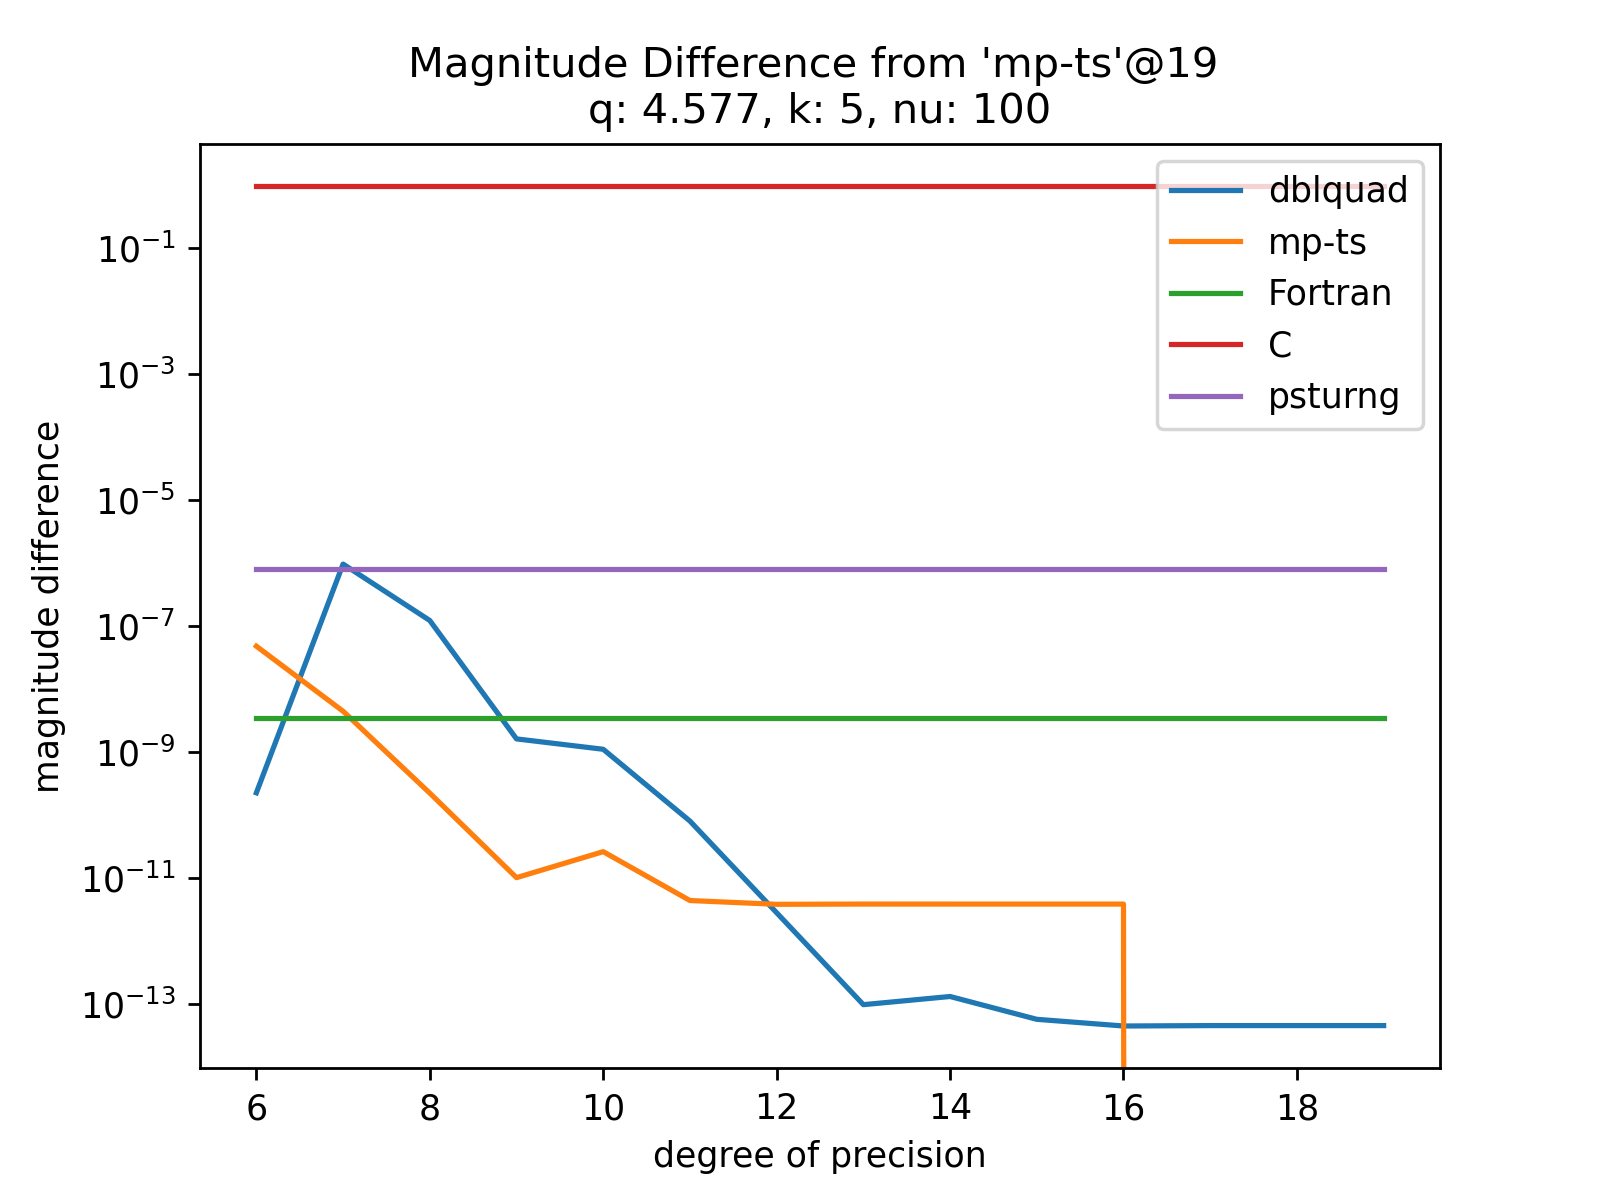 Magnitude Difference from 'mp-ts'@19
q: 4.577, k: 5, nu: 100
dblquad
mp-ts
Fortran
C
psturng
magnitude difference
10⁻¹
10⁻³
10⁻⁵
10⁻⁷
10⁻⁹
10⁻¹¹
10⁻¹³
6 8 10 12 14 16 18
degree of precision